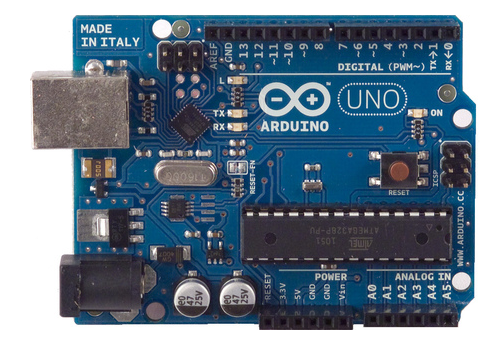 MADE
IN ITALY
AREF
GND
13
12
~11
~10
~9
8
7
~6
~5
4
~3
2
TX→1
RX←0
DIGITAL (PWM~)
L
TX
RX
ARDUINO
UNO
ON
RESET-EN
RESET
ICSP
ATMEGA328P-PU
ATMEL
1051
WWW.ARDUINO.CC
47
25V
47
25V
POWER
ANALOG IN
RESET
3.3V
5V
GND
GND
Vin
A0
A1
A2
A3
A4
A5